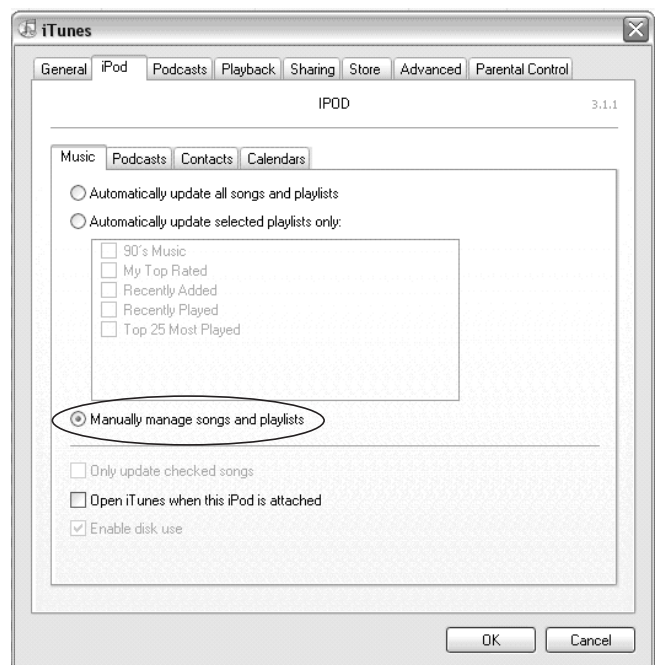 iTunes
General iPod Podcasts Playback Sharing Store Advanced Parental Control
IPOD 3.1.1
Music Podcasts Contacts Calendars
Automatically update all songs and playlists
Automatically update selected playlists only:
90's Music
My Top Rated
Recently Added
Recently Played
Top 25 Most Played
Manually manage songs and playlists
Only update checked songs
Open iTunes when this iPod is attached
Enable disk use
OK Cancel